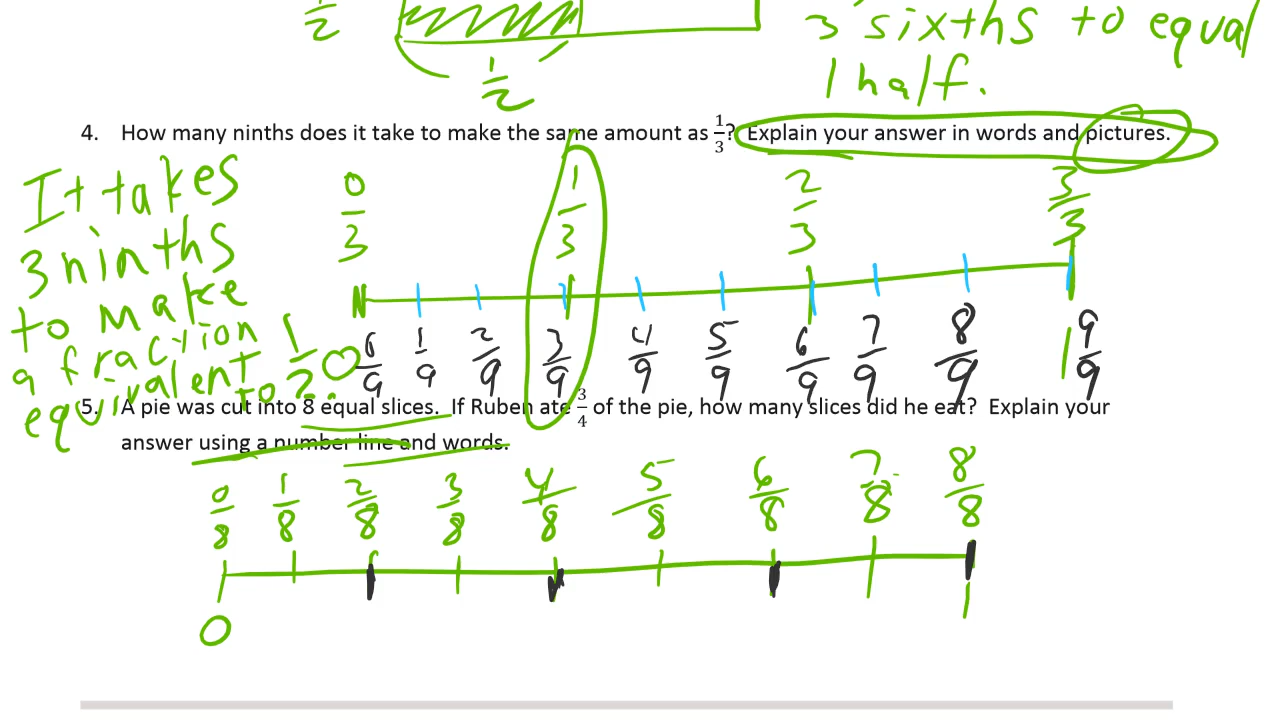 1/2
1/2
3 sixths to equal
1 half.
4. How many ninths does it take to make the same amount as 1/3? Explain your answer in words and pictures.
It takes
3 ninths
to make
a fraction
equivalent to 1/2.
0/3 1/3 2/3 3/3
0 0/9 1/9 2/9 3/9 4/9 5/9 6/9 7/9 8/9 1 9/9
5. A pie was cut into 8 equal slices. If Ruben ate 3/4 of the pie, how many slices did he eat? Explain your
answer using a number line and words.
0/8 1/8 2/8 3/8 4/8 5/8 6/8 7/8 8/8
0 1